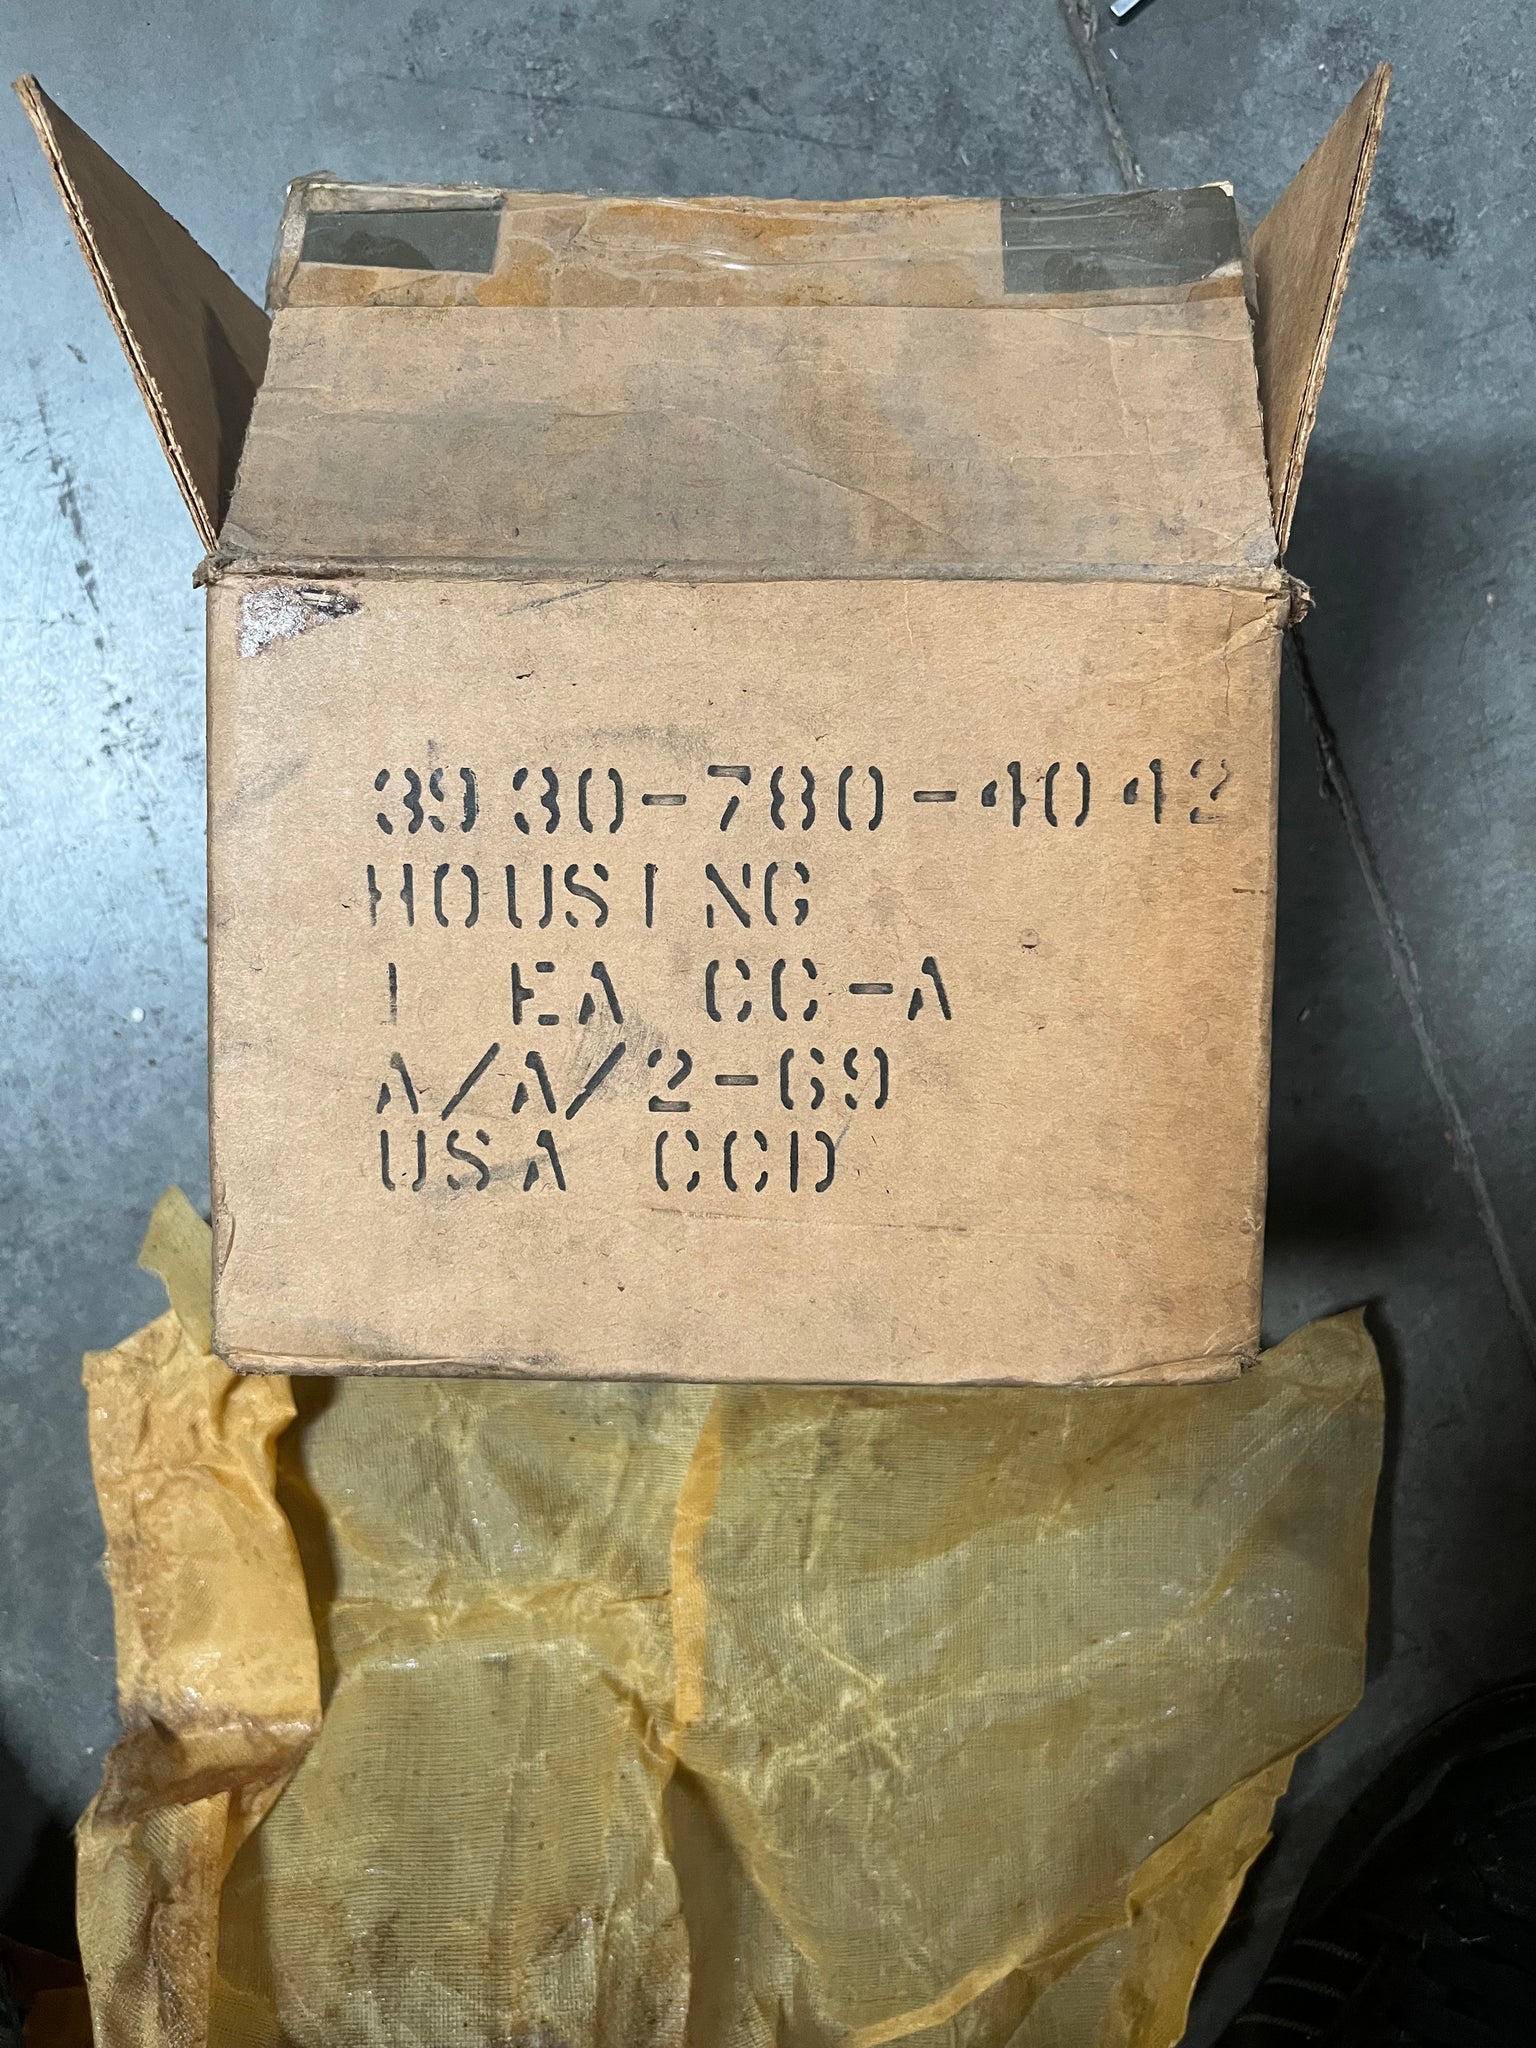 3930-780-4042
HOUSING
1 EA CC-A
A/A/2-69
USA CCD